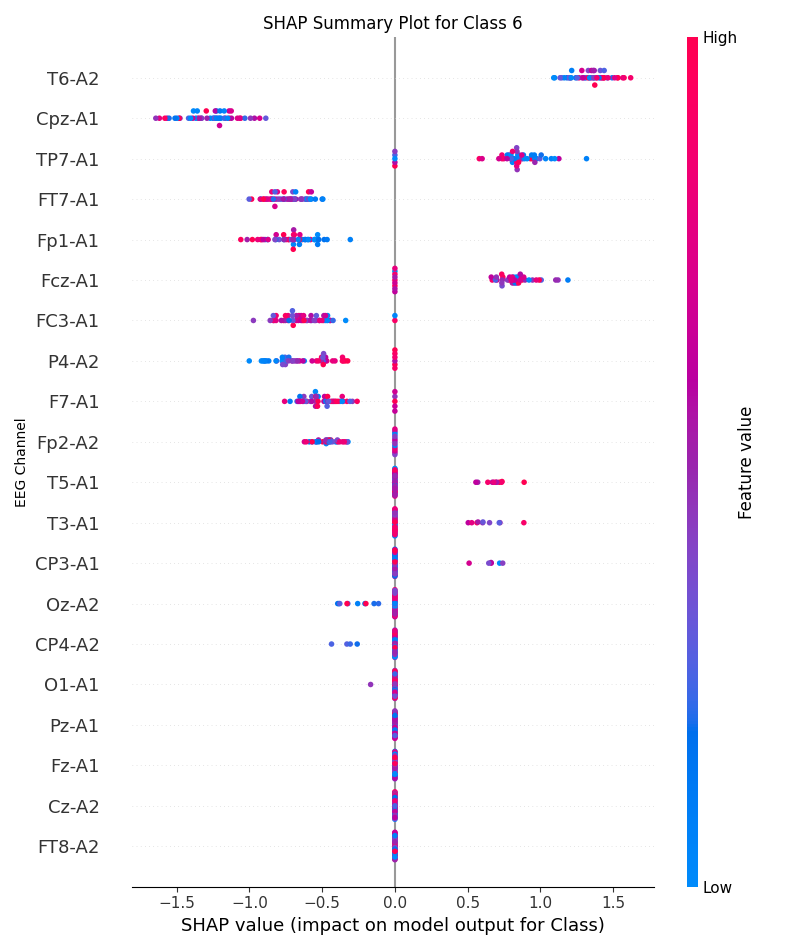 SHAP Summary Plot for Class 6
High
T6-A2
Cpz-A1
TP7-A1
FT7-A1
Fp1-A1
Fcz-A1
FC3-A1
P4-A2
F7-A1
Fp2-A2
T5-A1
T3-A1
CP3-A1
Oz-A2
CP4-A2
O1-A1
Pz-A1
Fz-A1
Cz-A2
FT8-A2
EEG Channel
Feature value
Low
−1.5 −1.0 −0.5 0.0 0.5 1.0 1.5
SHAP value (impact on model output for Class)